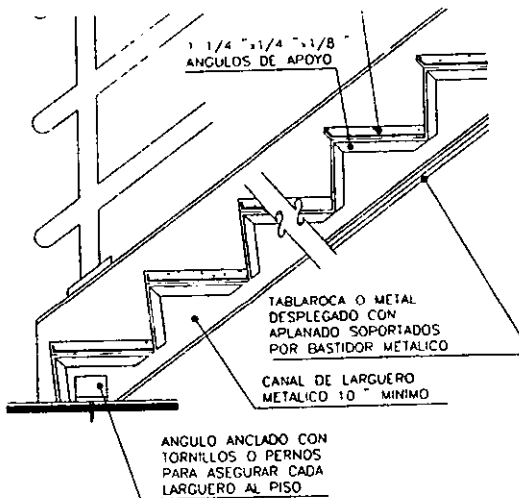 1 1/4 "x1/4 "x1/8 "
ANGULOS DE APOYO
TABLAROCA O METAL
DESPLEGADO CON
APLANADO SOPORTADOS
POR BASTIDOR METALICO
CANAL DE LARGUERO
METALICO 10 " MINIMO
ANGULO ANCLADO CON
TORNILLOS O PERNOS
PARA ASEGURAR CADA
LARGUERO AL PISO